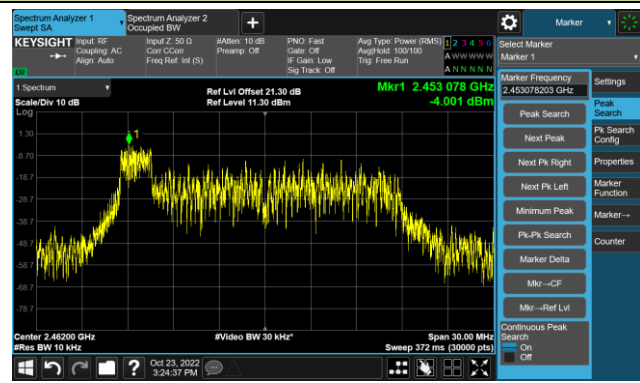 Spectrum Analyzer 1
Swept SA
Spectrum Analyzer 2
Occupied BW
+
Marker
KEYSIGHT
Input: RF
Coupling: AC
Align: Auto
Input Z: 50 Ω
Corr CCorr
Freq Ref: Int (S)
#Atten: 10 dB
Preamp: Off
PNO: Fast
Gate: Off
IF Gain: Low
Sig Track: Off
Avg Type: Power (RMS)
Avg|Hold: 100/100
Trig: Free Run
1 2 3 4 5 6
A W W W W W
A N N N N N
LXI
Select Marker
Marker 1
1 Spectrum
Scale/Div 10 dB
Log
Ref Lvl Offset 21.30 dB
Ref Level 11.30 dBm
Mkr1 2.453 078 GHz
-4.001 dBm
1
1.30
-8.70
-18.7
-28.7
-38.7
-48.7
-58.7
-68.7
-78.7
Center 2.46200 GHz
#Res BW 10 kHz
#Video BW 30 kHz*
Span 30.00 MHz
Sweep 372 ms (30000 pts)
Marker Frequency
2.453078203 GHz
Peak Search
Next Peak
Next Pk Right
Next Pk Left
Minimum Peak
Pk-Pk Search
Marker Delta
Mkr→CF
Mkr→Ref Lvl
Continuous Peak
Search
On
Off
Settings
Peak
Search
Pk Search
Config
Properties
Marker
Function
Marker→
Counter
?
Oct 23, 2022
3:24:37 PM